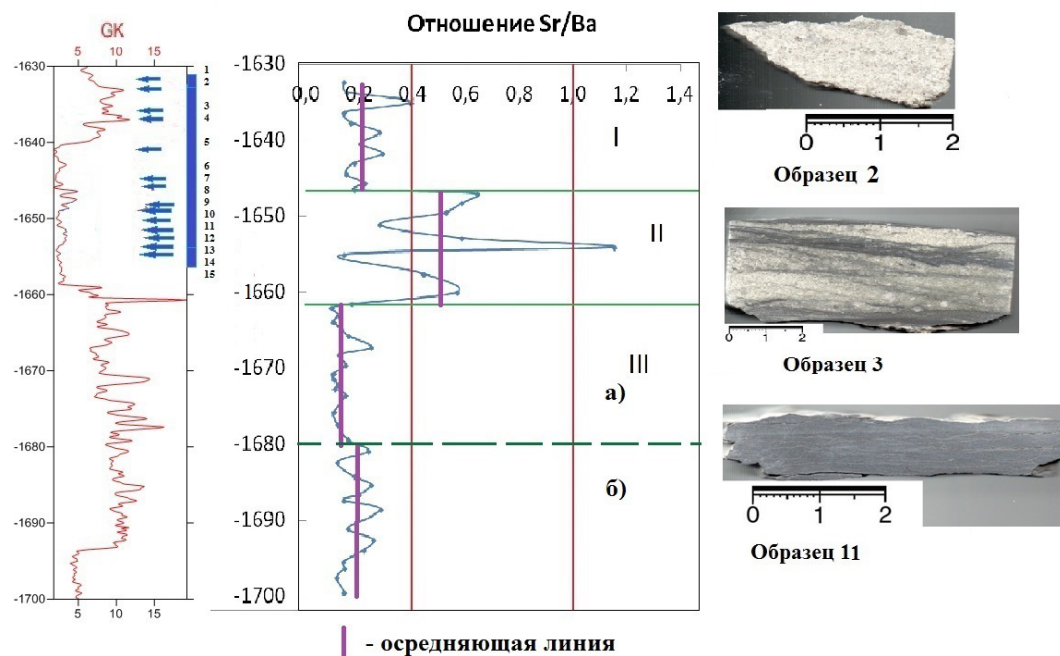 GK
5 10 15
-1630
-1640
-1650
-1660
-1670
-1680
-1690
-1700
5 10 15
1
2
3
4
5
6
7
8
9
10
11
12
13
14
15
Отношение Sr/Ba
-1630
0,0 0,2 0,4 0,6 0,8 1,0 1,2 1,4
-1640
-1650
-1660
-1670
-1680
-1690
-1700
I
II
III
а)
б)
- осредняющая линия
0 1 2
Образец 2
0 1 2
Образец 3
0 1 2
Образец 11